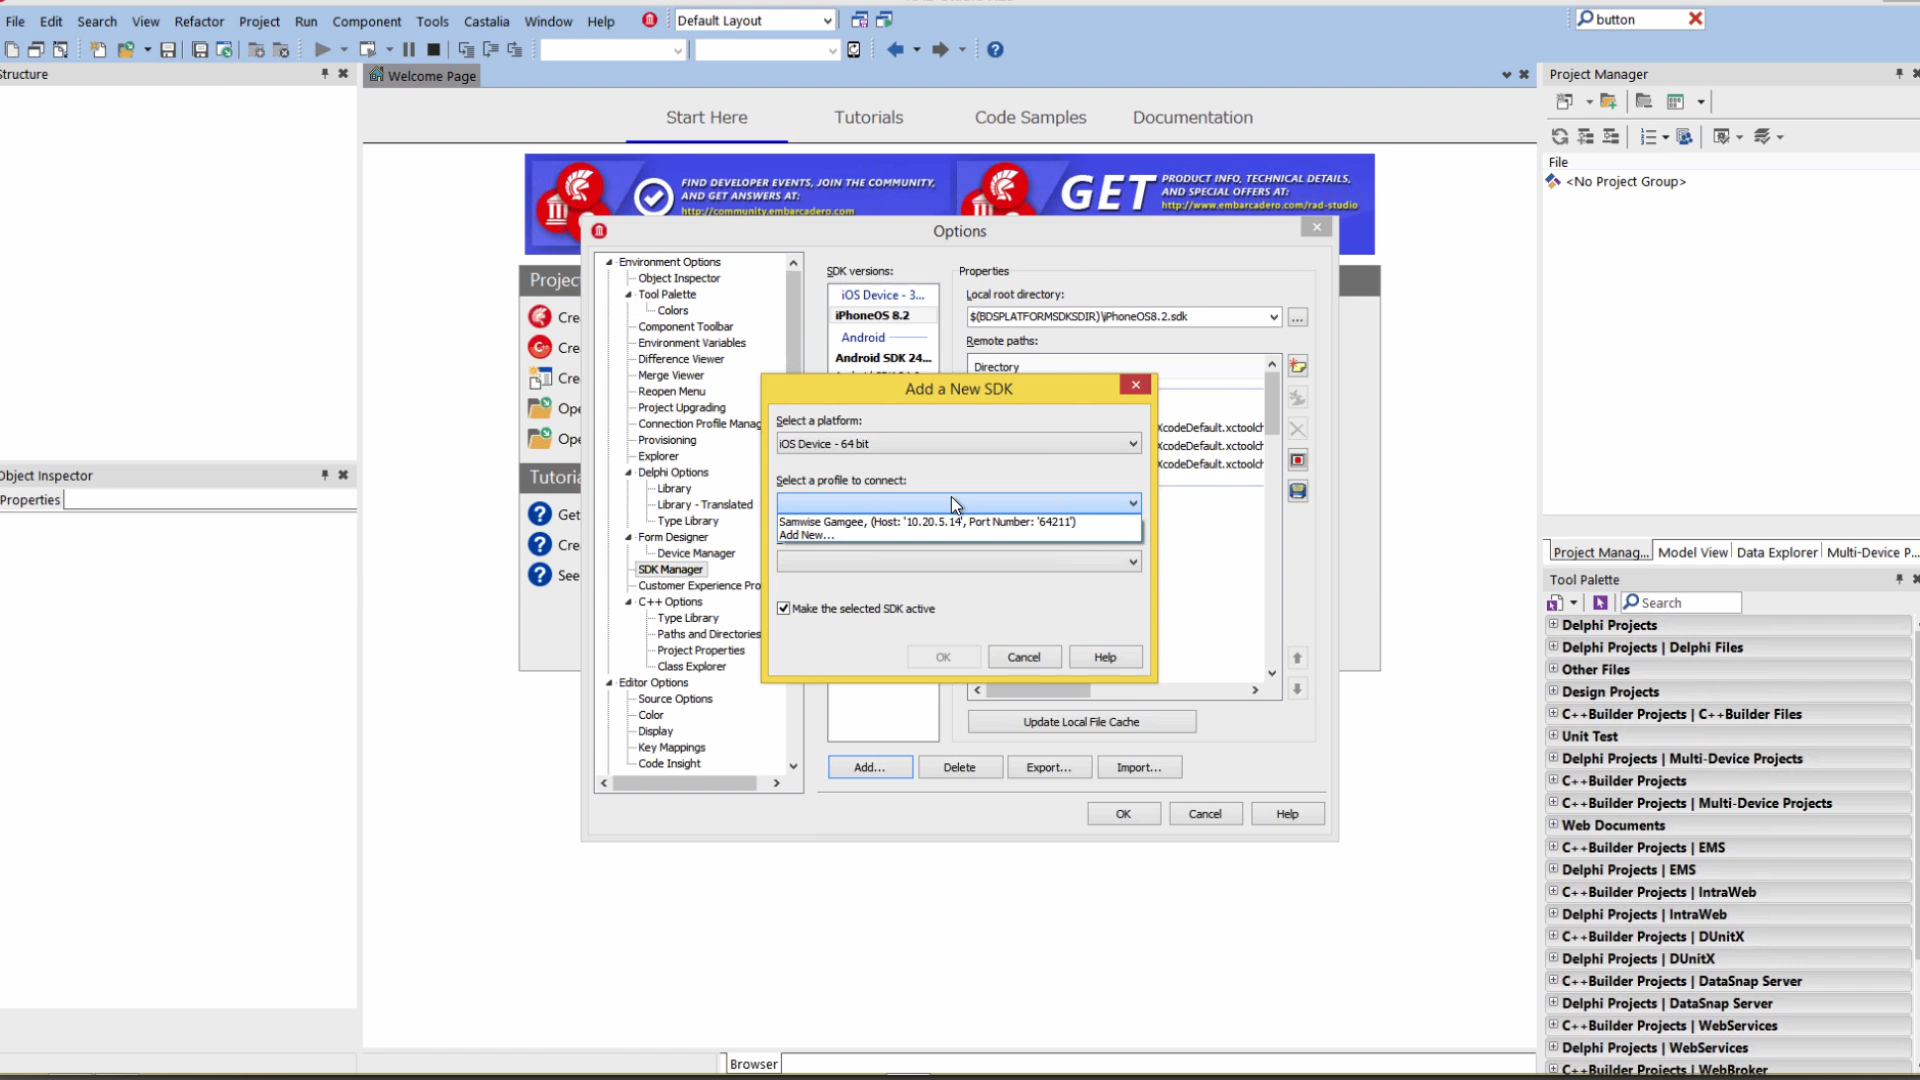 File Edit Search View Refactor Project Run Component Tools Castalia Window Help Default Layout button
Structure
Welcome Page
Start Here Tutorials Code Samples Documentation
FIND DEVELOPER EVENTS, JOIN THE COMMUNITY,
AND GET ANSWERS AT:
http://community.embarcadero.com
GET
PRODUCT INFO, TECHNICAL DETAILS,
AND SPECIAL OFFERS AT:
http://www.embarcadero.com/rad-studio
Projec
Cre
Cre
Cre
Ope
Ope
Tutoria
Get
Cre
See
Object Inspector
Properties
Options
Environment Options
Object Inspector
Tool Palette
Colors
Component Toolbar
Environment Variables
Difference Viewer
Merge Viewer
Reopen Menu
Project Upgrading
Connection Profile Manag
Provisioning
Explorer
Delphi Options
Library
Library - Translated
Type Library
Form Designer
Device Manager
SDK Manager
Customer Experience Pro
C++ Options
Type Library
Paths and Directories
Project Properties
Class Explorer
Editor Options
Source Options
Color
Display
Key Mappings
Code Insight
SDK versions:
iOS Device - 3...
iPhoneOS 8.2
Android
Android SDK 24...
Properties
Local root directory:
$(BDSPLATFORMSDKSDIR)\iPhoneOS8.2.sdk
...
Remote paths:
Directory
XcodeDefault.xctoolch
XcodeDefault.xctoolch
XcodeDefault.xctoolch
Update Local File Cache
Add... Delete Export... Import...
OK Cancel Help
Add a New SDK
Select a platform:
iOS Device - 64 bit
Select a profile to connect:
Samwise Gamgee, (Host: '10.20.5.14', Port Number: '64211')
Add New...
Make the selected SDK active
OK Cancel Help
Browser
Project Manager
File
<No Project Group>
Project Manag... Model View Data Explorer Multi-Device P...
Tool Palette
Search
Delphi Projects
Delphi Projects | Delphi Files
Other Files
Design Projects
C++Builder Projects | C++Builder Files
Unit Test
Delphi Projects | Multi-Device Projects
C++Builder Projects
C++Builder Projects | Multi-Device Projects
Web Documents
C++Builder Projects | EMS
Delphi Projects | EMS
C++Builder Projects | IntraWeb
Delphi Projects | IntraWeb
C++Builder Projects | DUnitX
Delphi Projects | DUnitX
C++Builder Projects | DataSnap Server
Delphi Projects | DataSnap Server
C++Builder Projects | WebServices
Delphi Projects | WebServices
C++Builder Projects | WebBroker